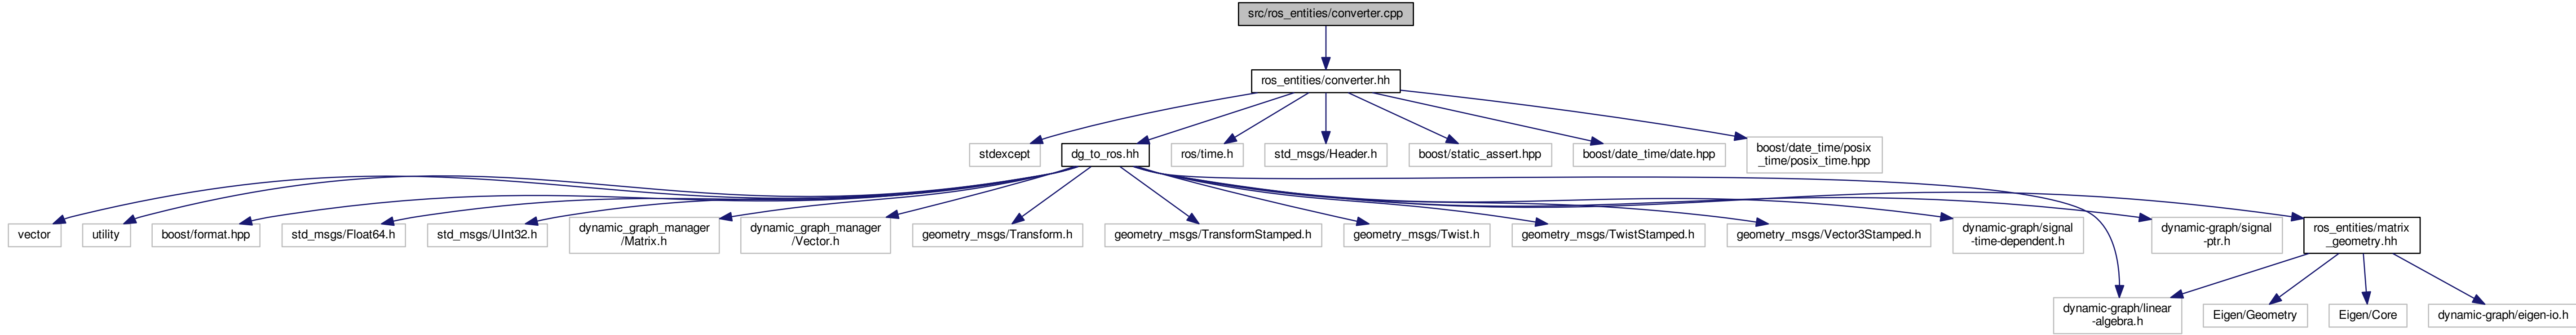 src/ros_entities/converter.cpp
ros_entities/converter.hh
stdexcept
dg_to_ros.hh
ros/time.h
std_msgs/Header.h
boost/static_assert.hpp
boost/date_time/date.hpp
boost/date_time/posix
_time/posix_time.hpp
vector
utility
boost/format.hpp
std_msgs/Float64.h
std_msgs/UInt32.h
dynamic_graph_manager
/Matrix.h
dynamic_graph_manager
/Vector.h
geometry_msgs/Transform.h
geometry_msgs/TransformStamped.h
geometry_msgs/Twist.h
geometry_msgs/TwistStamped.h
geometry_msgs/Vector3Stamped.h
dynamic-graph/signal
-time-dependent.h
dynamic-graph/signal
-ptr.h
ros_entities/matrix
_geometry.hh
dynamic-graph/linear
-algebra.h
Eigen/Geometry
Eigen/Core
dynamic-graph/eigen-io.h